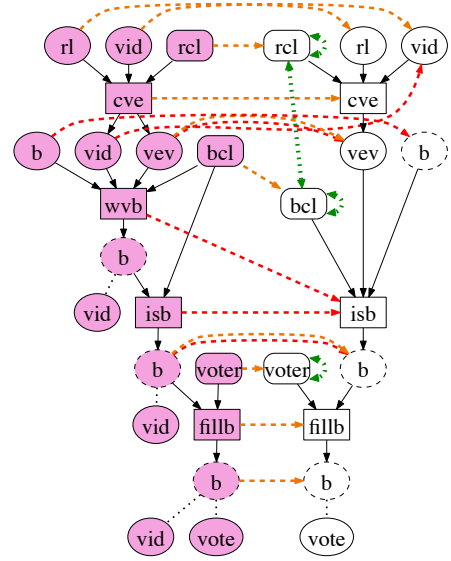 rl vid rcl rcl rl vid
cve cve
b vid vev bcl vev b
wvb bcl
b
vid isb isb
b voter voter b
vid fillb fillb
b b
vid vote vote